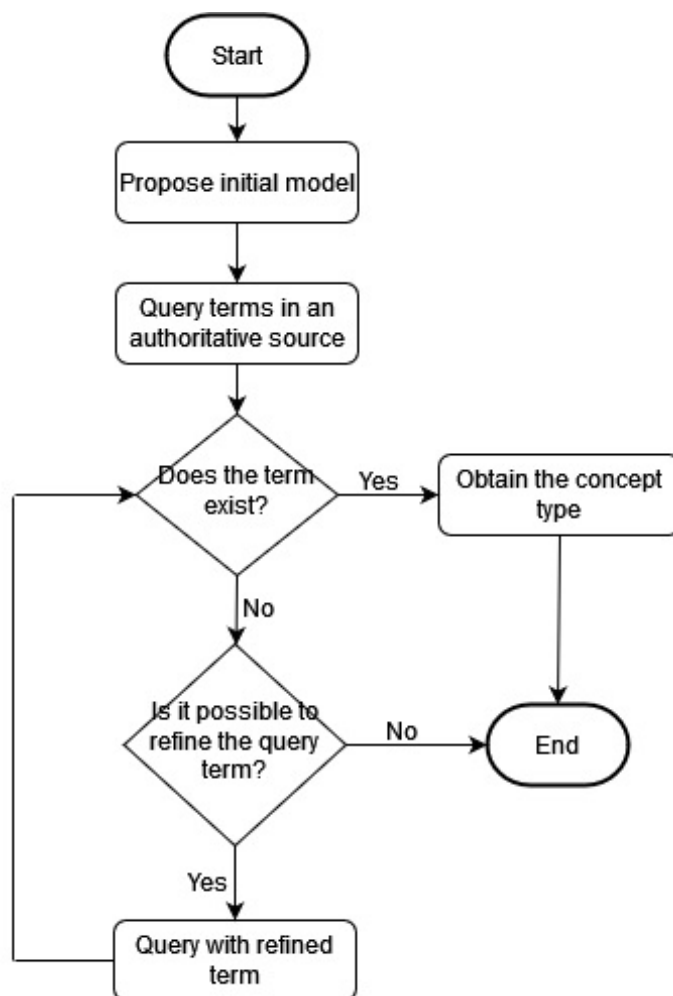 Start
Propose initial model
Query terms in an
authoritative source
Does the term
exist?
Yes
Obtain the concept
type
No
Is it possible to
refine the query
term?
No
End
Yes
Query with refined
term